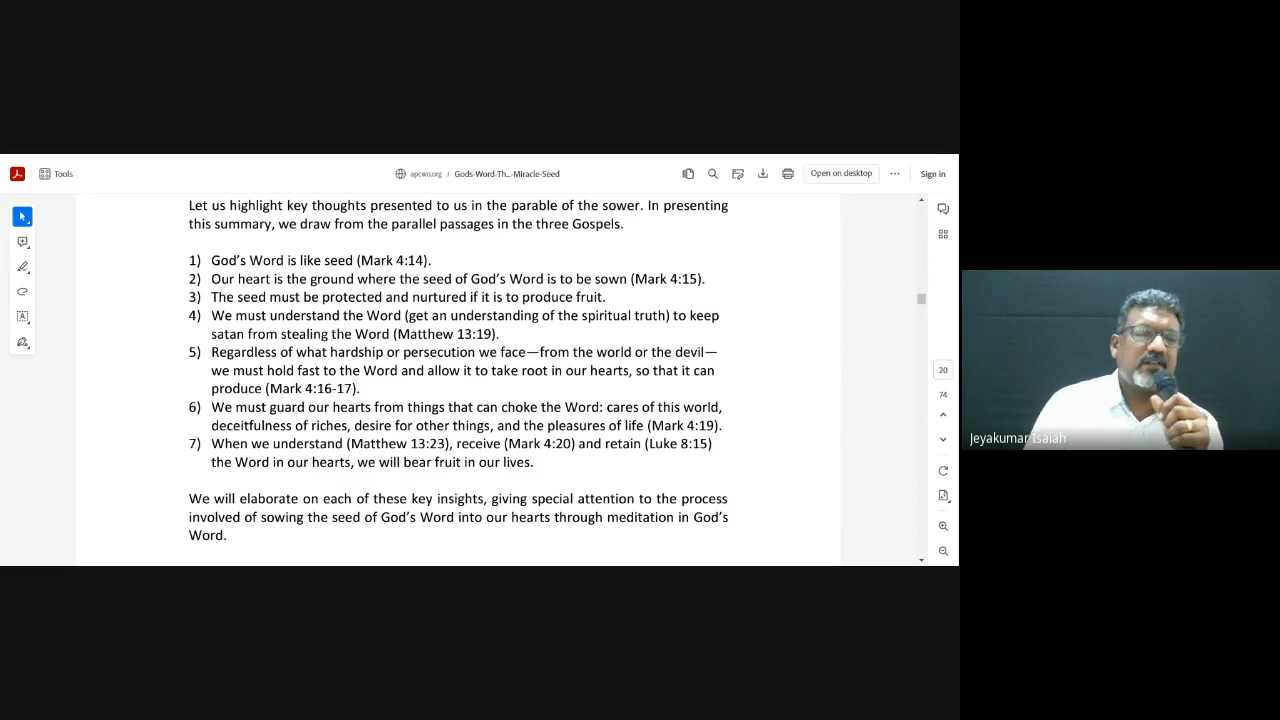 Tools
apcwo.org / Gods-Word-Th...-Miracle-Seed
Open on desktop
Sign in
Let us highlight key thoughts presented to us in the parable of the sower. In presenting
this summary, we draw from the parallel passages in the three Gospels.
1) God's Word is like seed (Mark 4:14).
2) Our heart is the ground where the seed of God's Word is to be sown (Mark 4:15).
3) The seed must be protected and nurtured if it is to produce fruit.
4) We must understand the Word (get an understanding of the spiritual truth) to keep
satan from stealing the Word (Matthew 13:19).
5) Regardless of what hardship or persecution we face—from the world or the devil—
we must hold fast to the Word and allow it to take root in our hearts, so that it can
produce (Mark 4:16-17).
6) We must guard our hearts from things that can choke the Word: cares of this world,
deceitfulness of riches, desire for other things, and the pleasures of life (Mark 4:19).
7) When we understand (Matthew 13:23), receive (Mark 4:20) and retain (Luke 8:15)
the Word in our hearts, we will bear fruit in our lives.
We will elaborate on each of these key insights, giving special attention to the process
involved of sowing the seed of God's Word into our hearts through meditation in God's
Word.
20
74
Jeyakumar Isaiah